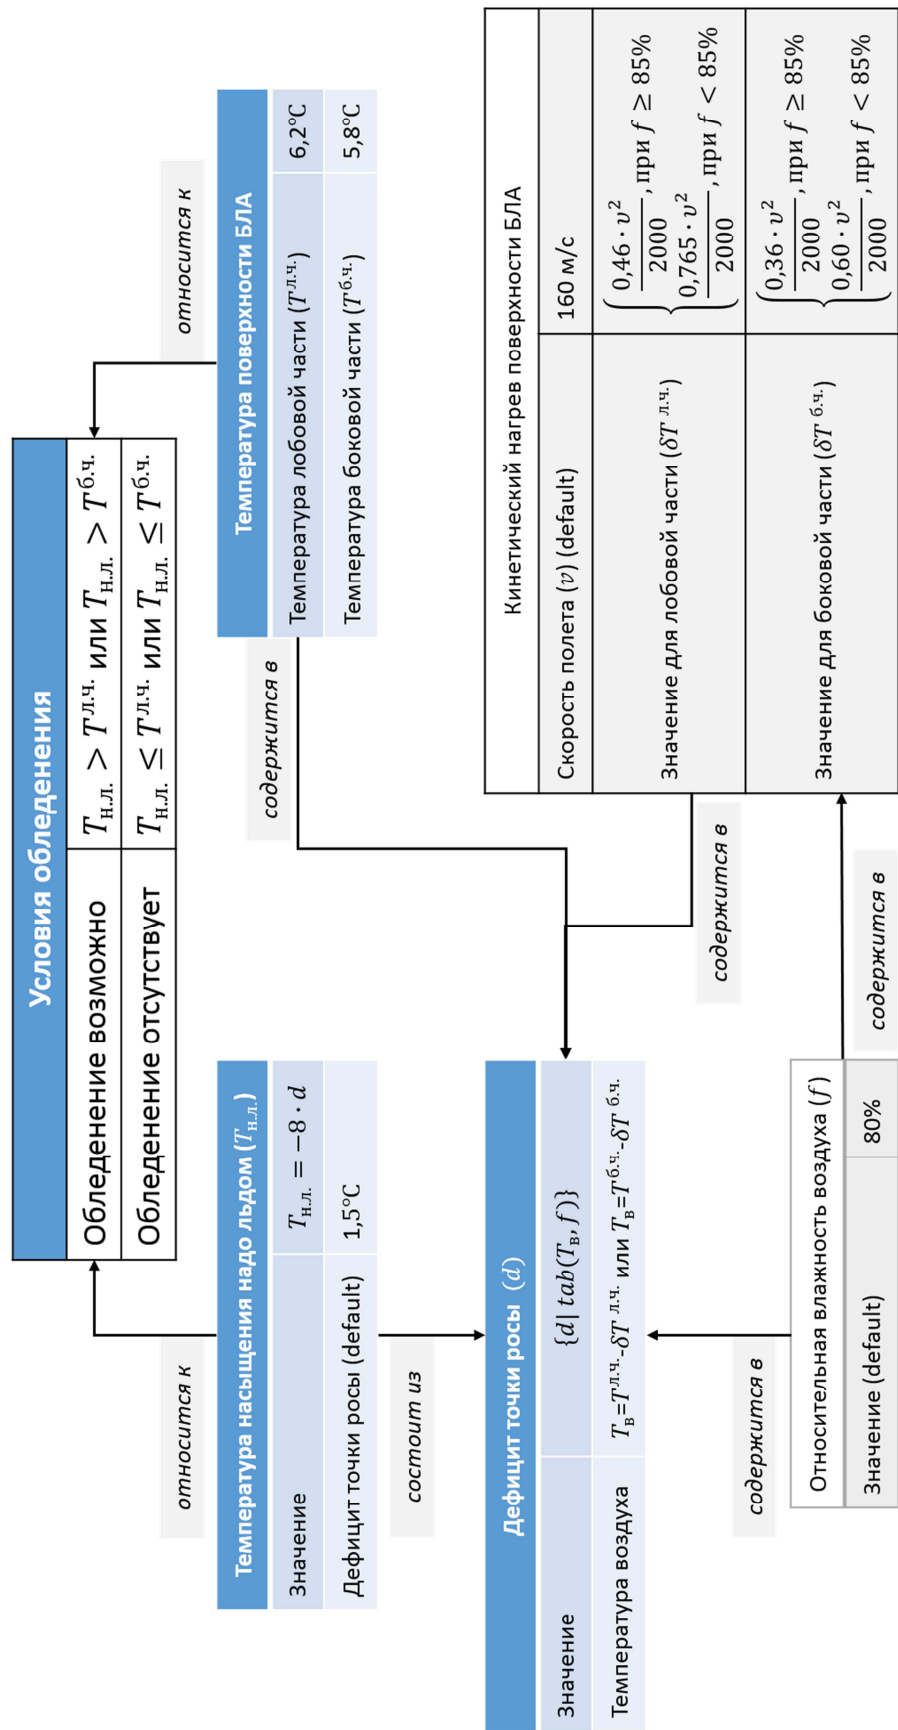 Условия обледенения
Обледенение возможно
𝑇н.л. > 𝑇л.ч. или 𝑇н.л. > 𝑇б.ч.
Обледенение отсутствует
𝑇н.л. ≤ 𝑇л.ч. или 𝑇н.л. ≤ 𝑇б.ч.
относится к
относится к
Температура насыщения надо льдом (𝑇н.л.)
Значение
𝑇н.л. = −8 · 𝑑
Дефицит точки росы (default)
1,5°C
Температура поверхности БЛА
Температура лобовой части (𝑇л.ч.)
6,2°C
Температура боковой части (𝑇б.ч.)
5,8°C
состоит из
содержится в
Дефицит точки росы (𝑑)
Значение
{𝑑| 𝑡𝑎𝑏(𝑇в, 𝑓)}
Температура воздуха
𝑇в=𝑇л.ч.-𝛿𝑇 л.ч. или 𝑇в=𝑇б.ч.-𝛿𝑇 б.ч.
Кинетический нагрев поверхности БЛА
Скорость полета (𝑣) (default)
160 м/с
Значение для лобовой части (𝛿𝑇 л.ч.)
{ 0,46 · 𝑣² / 2000 , при 𝑓 ≥ 85%
0,765 · 𝑣² / 2000 , при 𝑓 < 85%
Значение для боковой части (𝛿𝑇 б.ч.)
{ 0,36 · 𝑣² / 2000 , при 𝑓 ≥ 85%
0,60 · 𝑣² / 2000 , при 𝑓 < 85%
содержится в
содержится в
содержится в
Относительная влажность воздуха (𝑓)
Значение (default)
80%